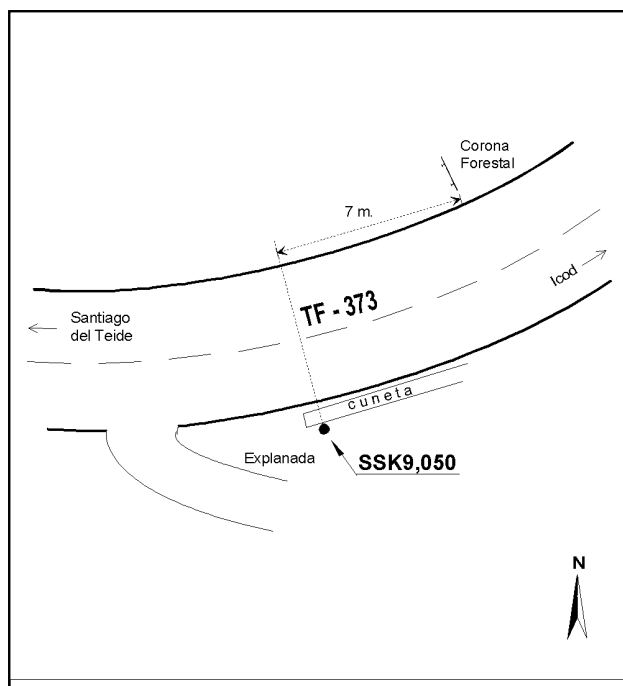 Corona
Forestal
7 m.
Icod
TF - 373
Santiago
del Teide
cuneta
Explanada
SSK9,050
N